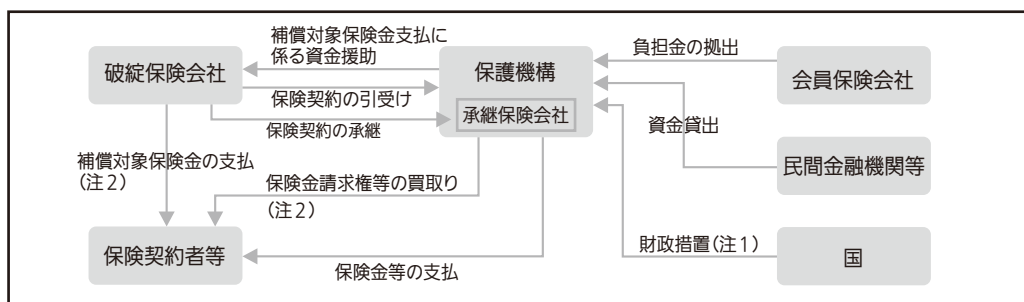 補償対象保険金支払に
係る資金援助
負担金の拠出
破綻保険会社
保護機構
会員保険会社
保険契約の引受け
承継保険会社
保険契約の承継
資金貸出
補償対象保険金の支払
(注2)
民間金融機関等
保険金請求権等の買取り
(注2)
財政措置(注1)
保険契約者等
国
保険金等の支払